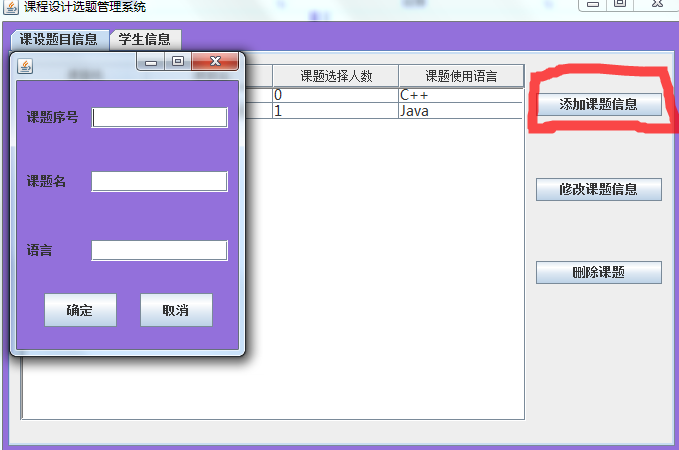 课程设计选题管理系统
课设题目信息 学生信息
课题选择人数 课题使用语言
0 C++
1 Java
课题序号
课题名
语言
确定 取消
添加课题信息
修改课题信息
删除课题